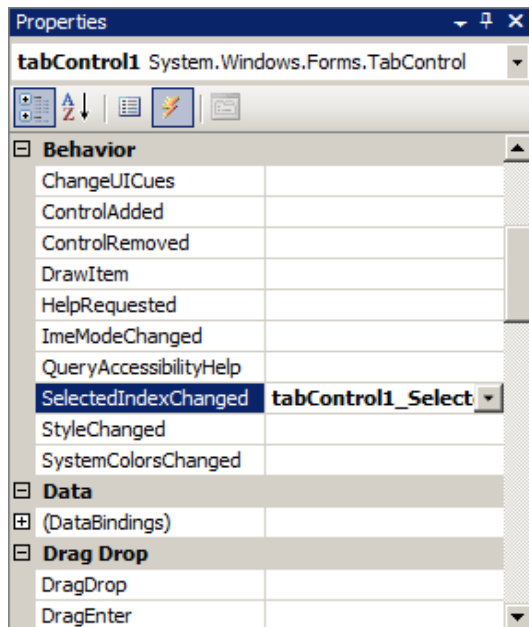 Properties
tabControl1 System.Windows.Forms.TabControl
Behavior
ChangeUICues
ControlAdded
ControlRemoved
DrawItem
HelpRequested
ImeModeChanged
QueryAccessibilityHelp
SelectedIndexChanged tabControl1_Select
StyleChanged
SystemColorsChanged
Data
(DataBindings)
Drag Drop
DragDrop
DragEnter